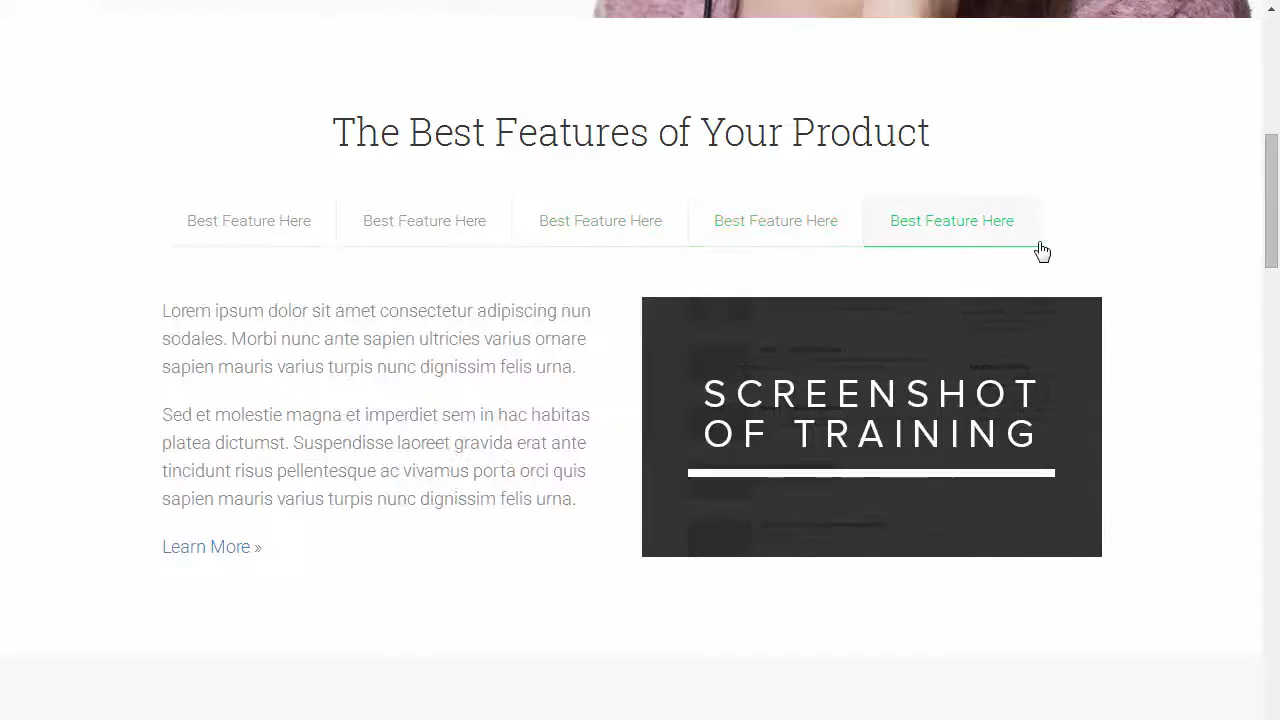 The Best Features of Your Product
Best Feature Here Best Feature Here Best Feature Here Best Feature Here Best Feature Here
Lorem ipsum dolor sit amet consectetur adipiscing nun
sodales. Morbi nunc ante sapien ultricies varius ornare
sapien mauris varius turpis nunc dignissim felis urna.
Sed et molestie magna et imperdiet sem in hac habitas
platea dictumst. Suspendisse laoreet gravida erat ante
tincidunt risus pellentesque ac vivamus porta orci quis
sapien mauris varius turpis nunc dignissim felis urna.
Learn More »
SCREENSHOT
OF TRAINING